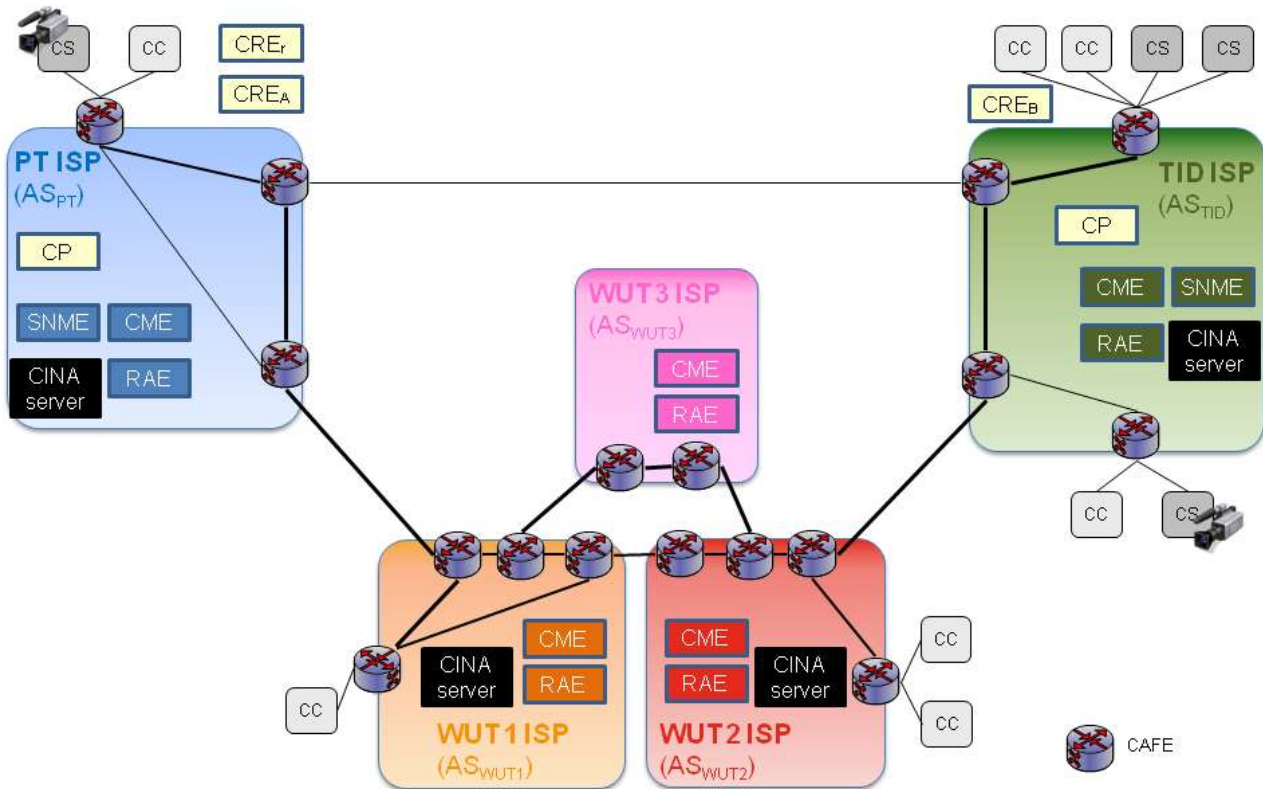 CS
CC
CREr
CREA
CC
CC
CS
CS
CREB
PT ISP
(ASPT)
CP
SNME
CME
CINA
server
RAE
TID ISP
(ASTID)
CP
CME
SNME
RAE
CINA
server
WUT3 ISP
(ASWUT3)
CME
RAE
CC
CS
CC
CINA
server
CME
RAE
WUT1 ISP
(ASWUT1)
CME
RAE
CINA
server
WUT2 ISP
(ASWUT2)
CC
CC
CAFE